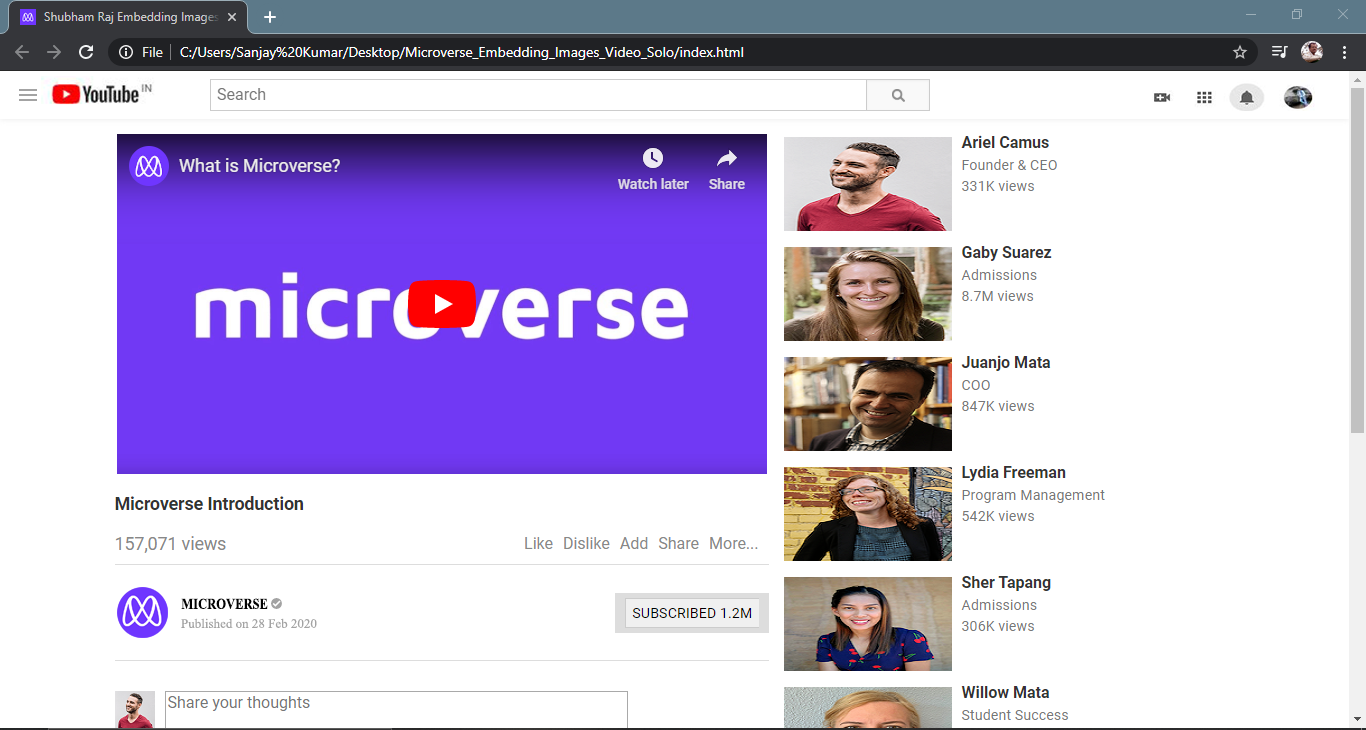 Shubham Raj Embedding Images
File
C:/Users/Sanjay%20Kumar/Desktop/Microverse_Embedding_Images_Video_Solo/index.html
YouTube IN
Search
What is Microverse?
Watch later
Share
microverse
Microverse Introduction
157,071 views
Like Dislike Add Share More...
MICROVERSE
Published on 28 Feb 2020
SUBSCRIBED 1.2M
Share your thoughts
Ariel Camus
Founder & CEO
331K views
Gaby Suarez
Admissions
8.7M views
Juanjo Mata
COO
847K views
Lydia Freeman
Program Management
542K views
Sher Tapang
Admissions
306K views
Willow Mata
Student Success